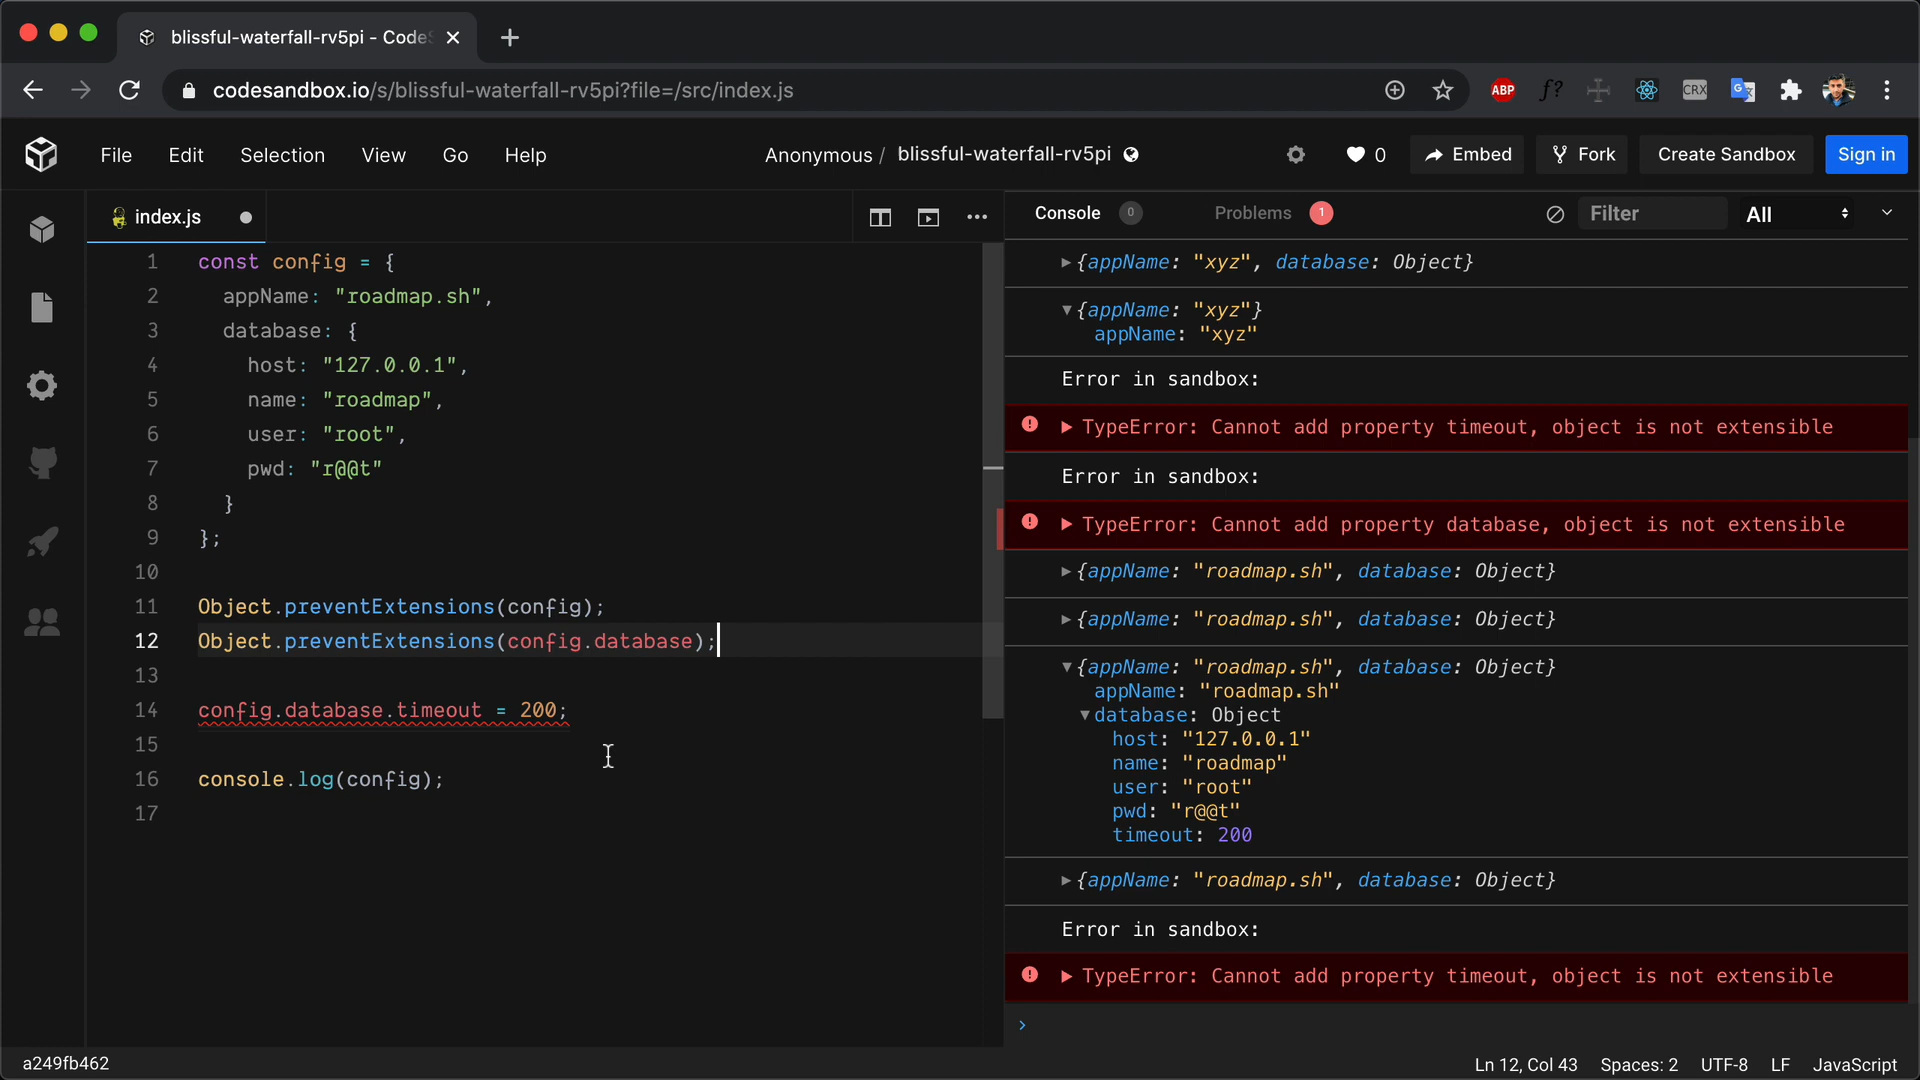 blissful-waterfall-rv5pi - CodeS
codesandbox.io/s/blissful-waterfall-rv5pi?file=/src/index.js
ABP
f?
CRX
File Edit Selection View Go Help
Anonymous / blissful-waterfall-rv5pi
0
Embed
Fork
Create Sandbox
Sign in
index.js
1 const config = {
2 appName: "roadmap.sh",
3 database: {
4 host: "127.0.0.1",
5 name: "roadmap",
6 user: "root",
7 pwd: "r@@t"
8 }
9 };
10
11 Object.preventExtensions(config);
12 Object.preventExtensions(config.database);
13
14 config.database.timeout = 200;
15
16 console.log(config);
17
Console 0 Problems 1 Filter All
{appName: "xyz", database: Object}
{appName: "xyz"}
appName: "xyz"
Error in sandbox:
TypeError: Cannot add property timeout, object is not extensible
Error in sandbox:
TypeError: Cannot add property database, object is not extensible
{appName: "roadmap.sh", database: Object}
{appName: "roadmap.sh", database: Object}
{appName: "roadmap.sh", database: Object}
appName: "roadmap.sh"
database: Object
host: "127.0.0.1"
name: "roadmap"
user: "root"
pwd: "r@@t"
timeout: 200
{appName: "roadmap.sh", database: Object}
Error in sandbox:
TypeError: Cannot add property timeout, object is not extensible
a249fb462
Ln 12, Col 43 Spaces: 2 UTF-8 LF JavaScript